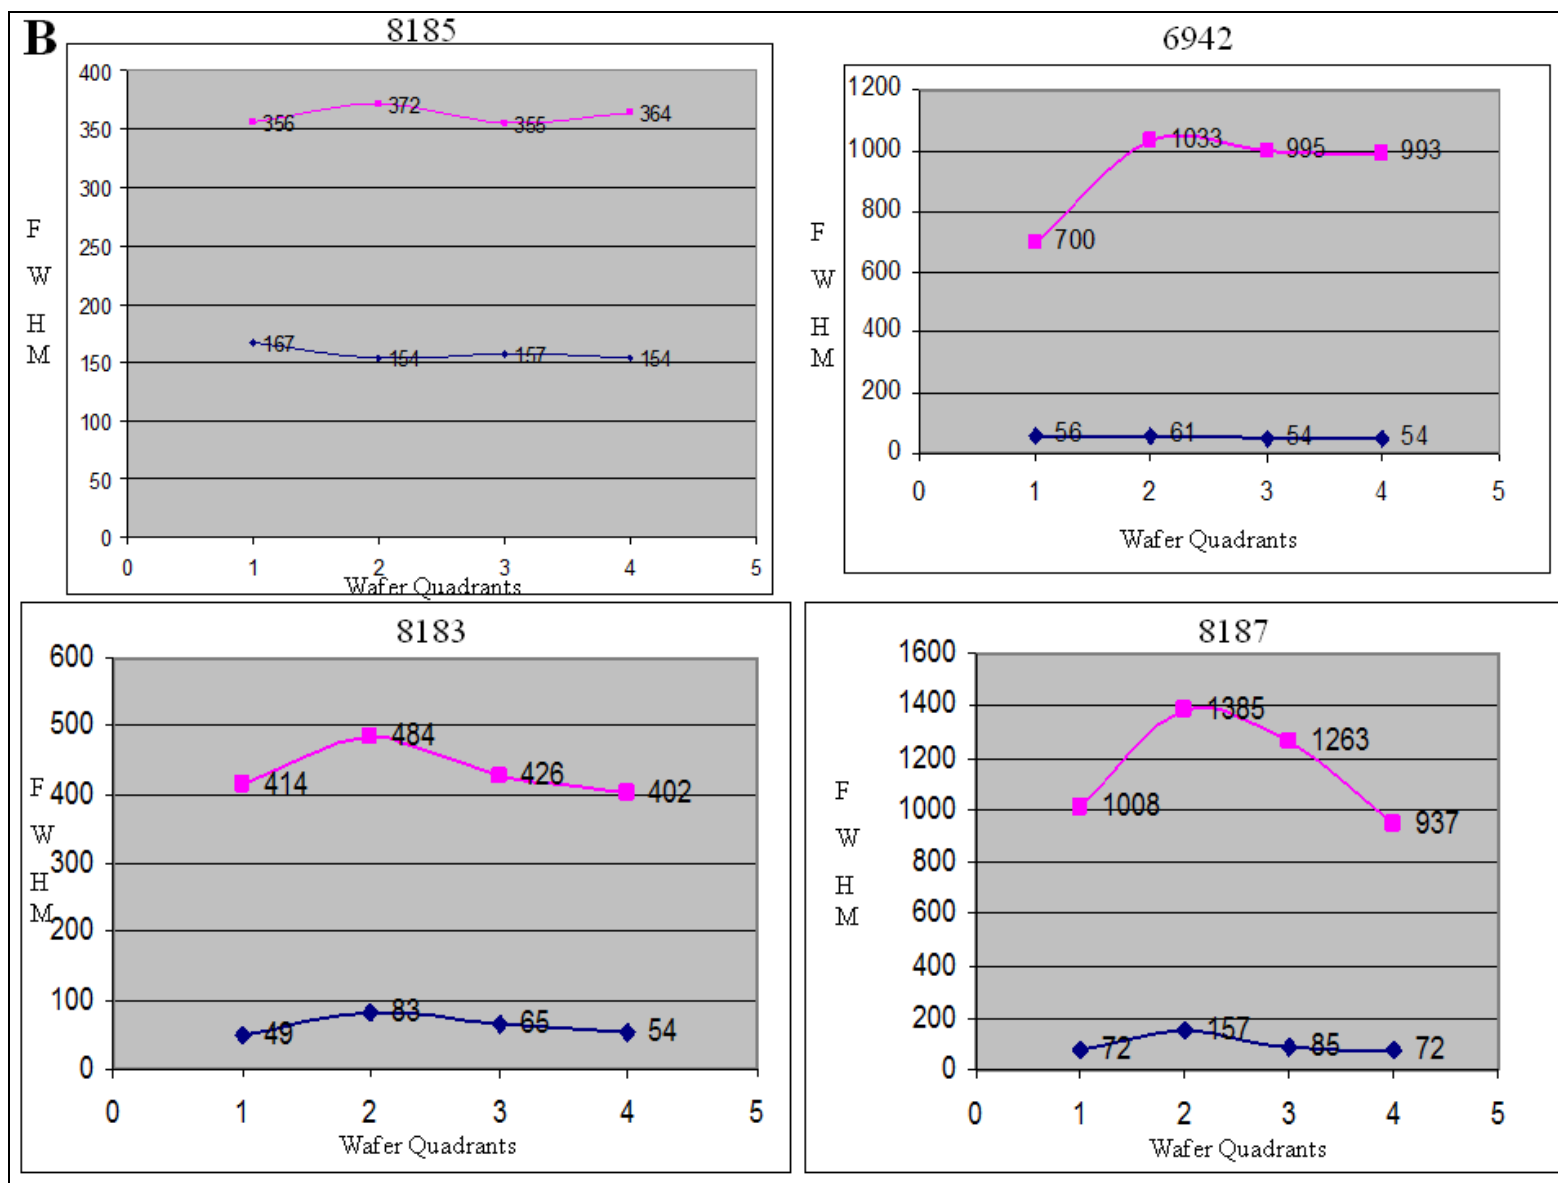 B
8185
400
350
300
250
200
150
100
50
0
F
W
H
M
356
372
355
364
167
154
157
154
0 1 2 3 4 5
Wafer Quadrants
6942
1200
1000
800
600
400
200
0
F
W
H
M
700
1033
995
993
56
61
54
54
0 1 2 3 4 5
Wafer Quadrants
8183
600
500
400
300
200
100
0
F
W
H
M
414
484
426
402
49
83
65
54
0 1 2 3 4 5
Wafer Quadrants
8187
1600
1400
1200
1000
800
600
400
200
0
F
W
H
M
1008
1385
1263
937
72
157
85
72
0 1 2 3 4 5
Wafer Quadrants